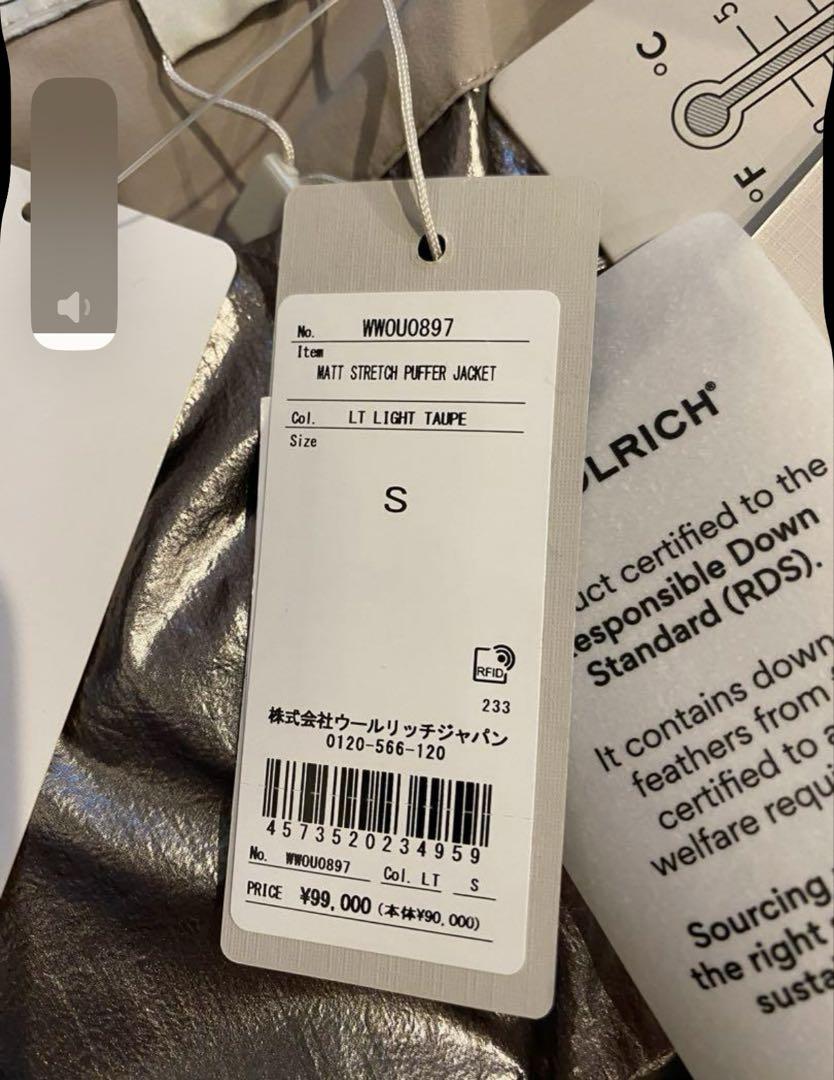 °C
5
°F
No. WWOU0897
Item
MATT STRETCH PUFFER JACKET
Col. LT LIGHT TAUPE
Size
S
RFID
233
株式会社ウールリッチジャパン
0120-566-120
4573520234959
No. WWOU0897 Col. LT S
PRICE ¥99,000 (本体¥90,000)
LRICH®
uct certified to the
esponsible Down
Standard (RDS).
It contains down
feathers from
certified to a
welfare requi
Sourcing
the right
susta